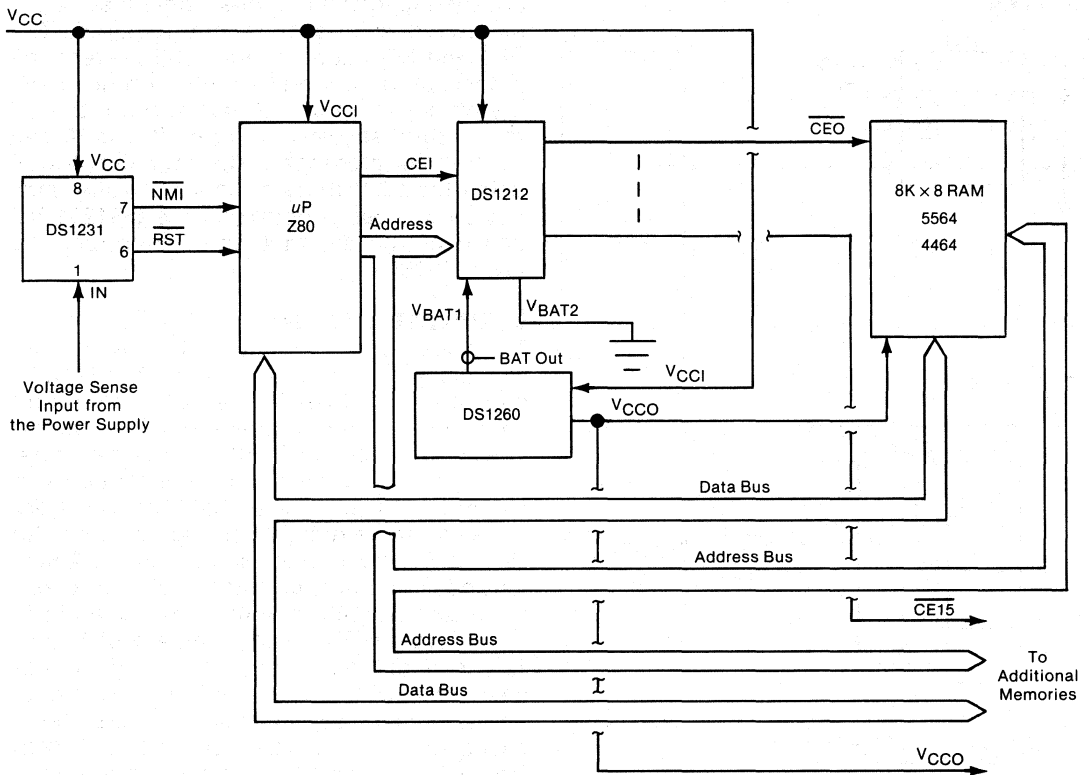 VCC
VCCI
CEO
VCC
8
NMI
7
DS1231
RST
6
1
IN
uP
Z80
CEI
Address
DS1212
8K × 8 RAM
5564
4464
VBAT1
VBAT2
BAT Out
VCCI
DS1260
VCCO
Voltage Sense
Input from
the Power Supply
Data Bus
Address Bus
CE15
Address Bus
Data Bus
To
Additional
Memories
VCCO